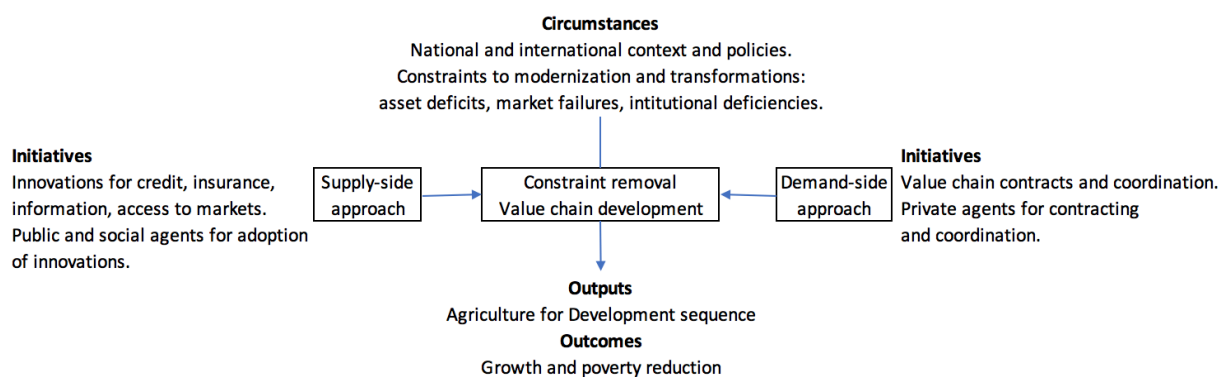 Circumstances
National and international context and policies.
Constraints to modernization and transformations:
asset deficits, market failures, intitutional deficiencies.
Initiatives
Innovations for credit, insurance,
information, access to markets.
Public and social agents for adoption
of innovations.
Supply-side
approach
Constraint removal
Value chain development
Demand-side
approach
Initiatives
Value chain contracts and coordination.
Private agents for contracting
and coordination.
Outputs
Agriculture for Development sequence
Outcomes
Growth and poverty reduction